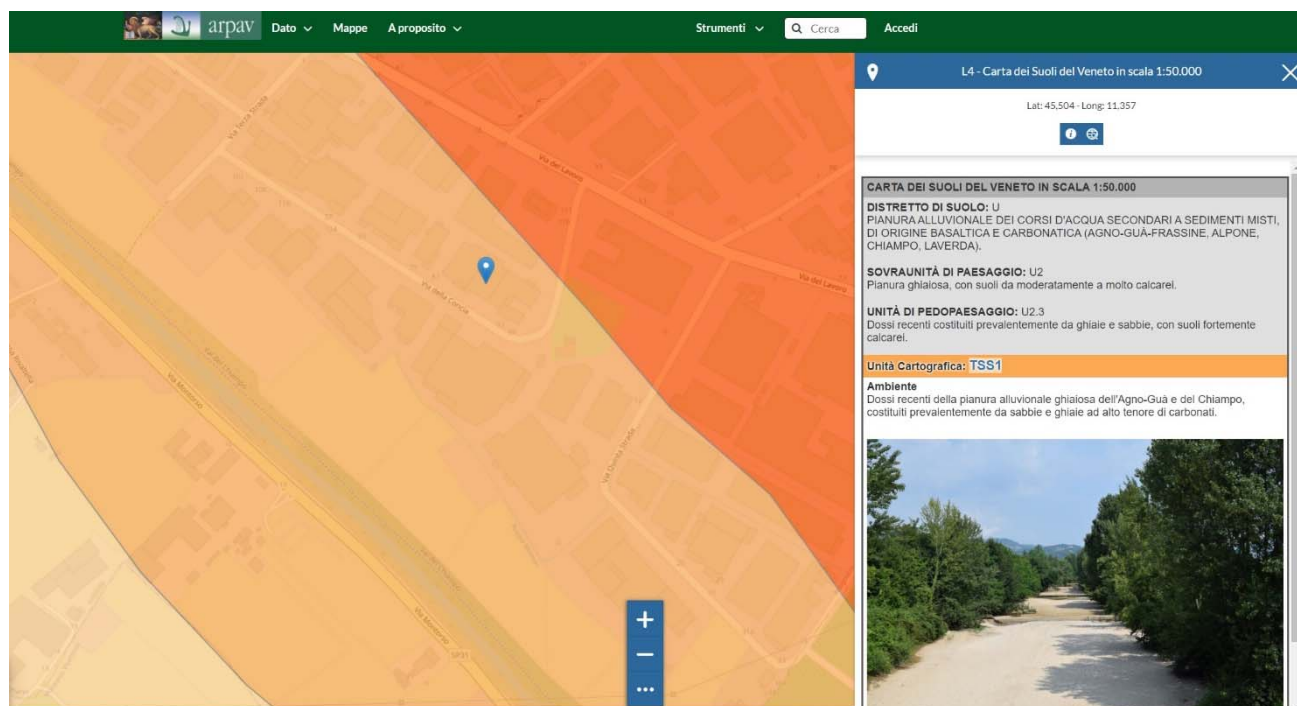 arpav
Dato
Mappe
A proposito
Strumenti
Cerca
Accedi
Via del Lavoro
Via della Concia
Via Quinta Strada
Via del Lavoro
Via Montorso
SP31
L4 - Carta dei Suoli del Veneto in scala 1:50.000
Lat: 45,504 - Long: 11,357
CARTA DEI SUOLI DEL VENETO IN SCALA 1:50.000
DISTRETTO DI SUOLO: U
PIANURA ALLUVIONALE DEI CORSI D'ACQUA SECONDARI A SEDIMENTI MISTI,
DI ORIGINE BASALTICA E CARBONATICA (AGNO-GUÀ-FRASSINE, ALPONE,
CHIAMPO, LAVERDA).
SOVRAUNITÀ DI PAESAGGIO: U2
Pianura ghiaiosa, con suoli da moderatamente a molto calcarei.
UNITÀ DI PEDOPAESAGGIO: U2.3
Dossi recenti costituiti prevalentemente da ghiaie e sabbie, con suoli fortemente
calcarei.
Unità Cartografica: TSS1
Ambiente
Dossi recenti della pianura alluvionale ghiaiosa dell'Agno-Guà e del Chiampo,
costituiti prevalentemente da sabbie e ghiaie ad alto tenore di carbonati.